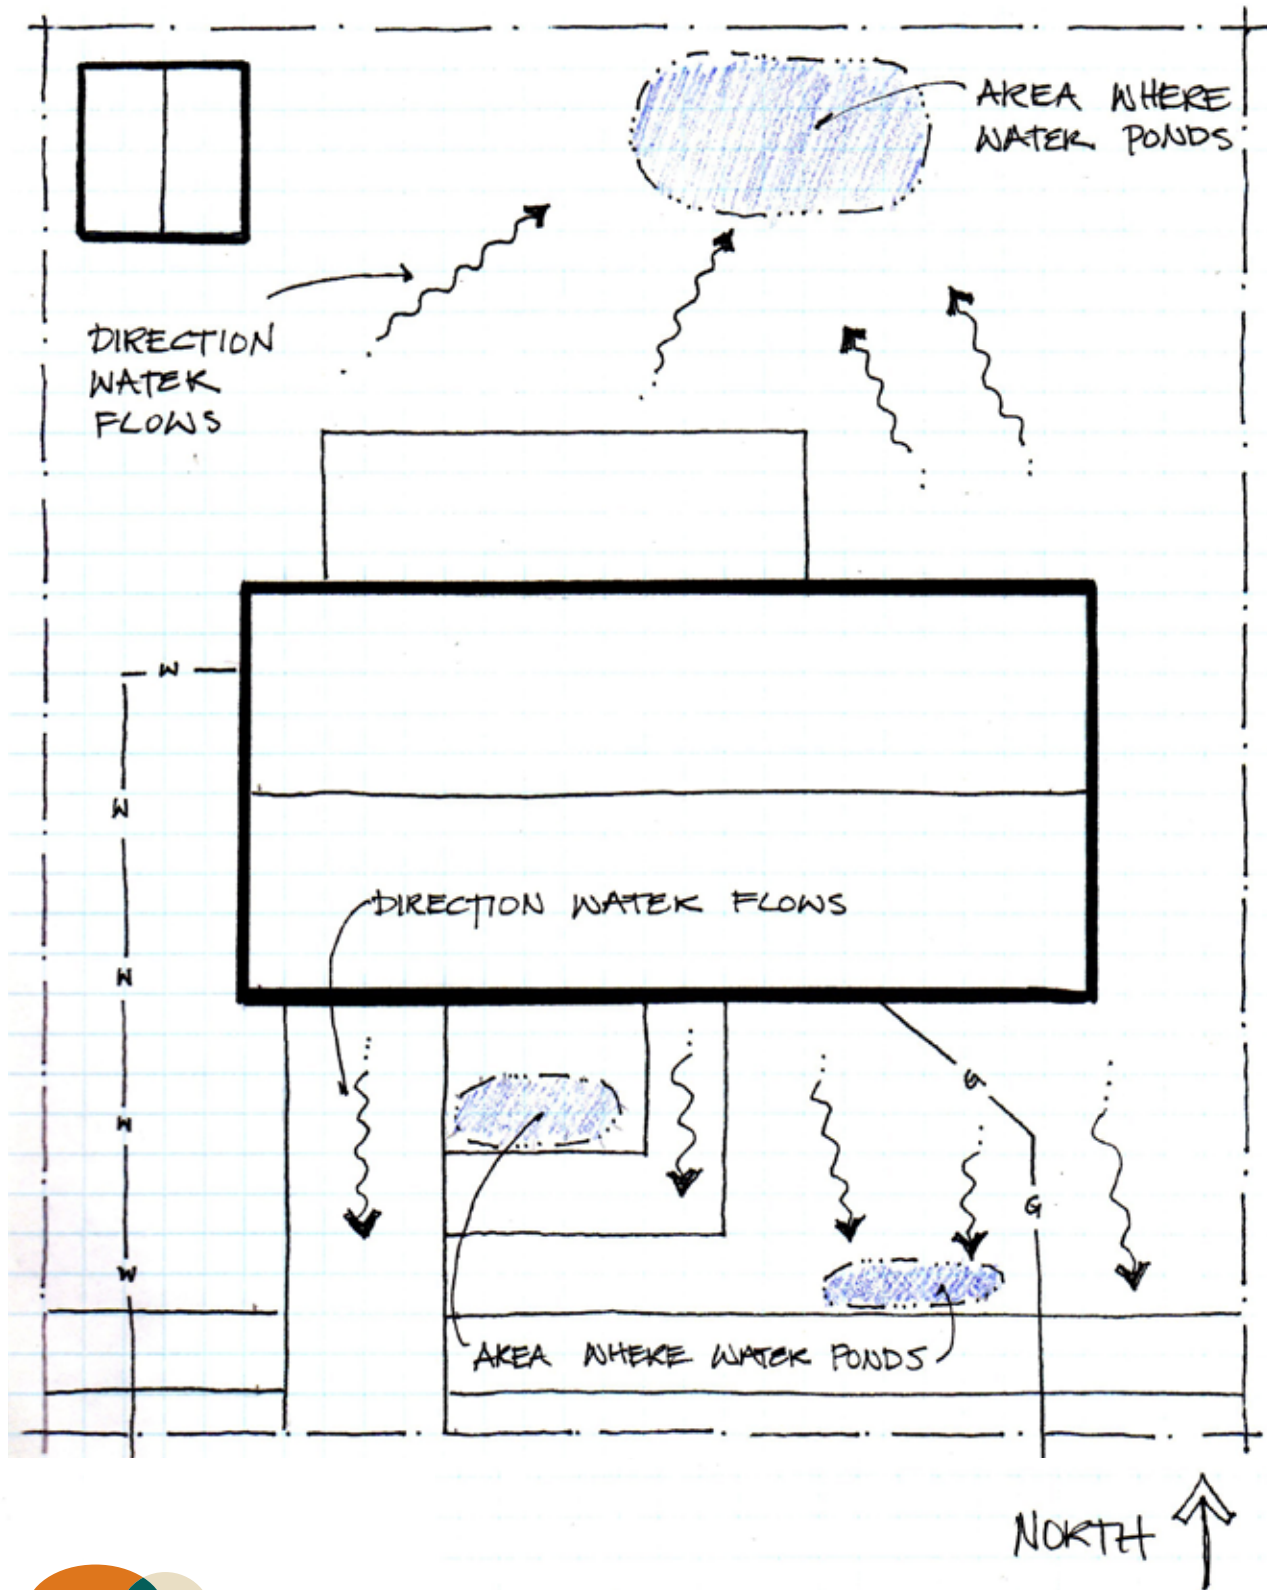 AREA WHERE
WATER PONDS
DIRECTION
WATER
FLOWS
W
W
DIRECTION WATER FLOWS
W
G
W
G
W
AREA WHERE WATER PONDS
NORTH